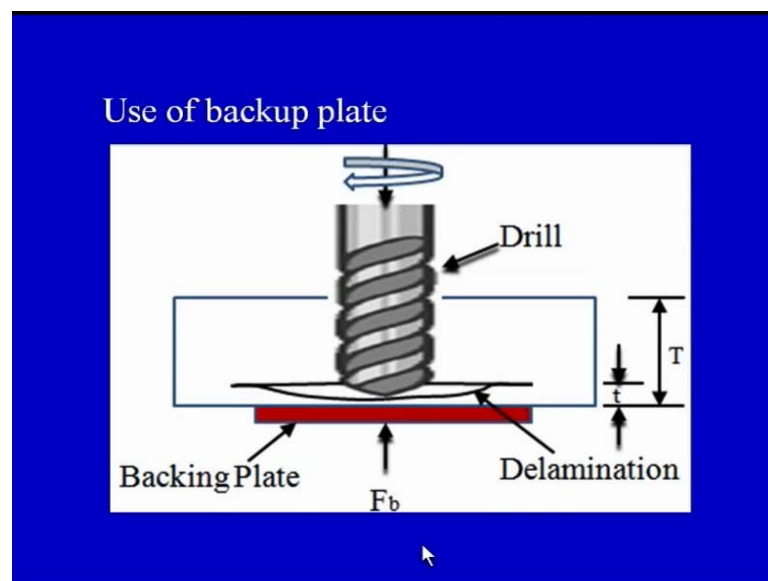 Use of backup plate
Drill
T
t
Backing Plate
Delamination
Fb